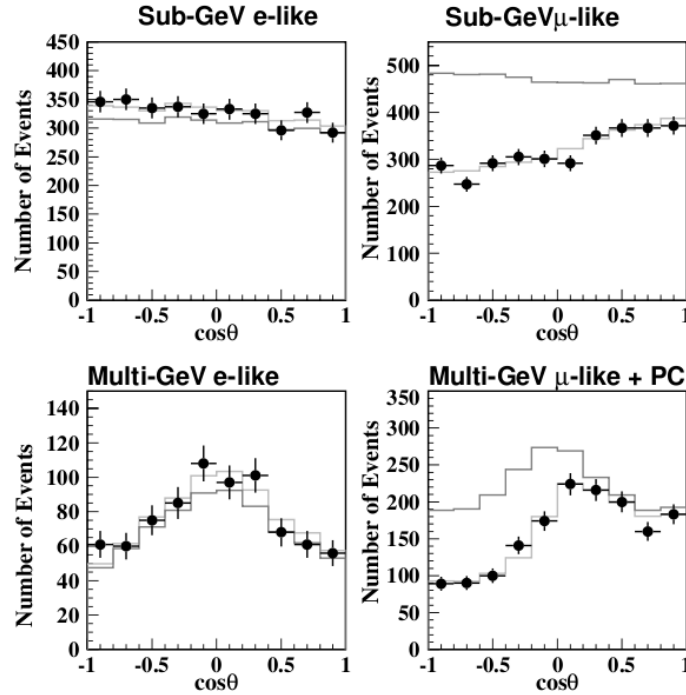 Sub-GeV e-like
Number of Events
450
400
350
300
250
200
150
100
50
0
-1 -0.5 0 0.5 1
cosθ
Sub-GeVμ-like
Number of Events
500
400
300
200
100
0
-1 -0.5 0 0.5 1
cosθ
Multi-GeV e-like
Number of Events
140
120
100
80
60
40
20
0
-1 -0.5 0 0.5 1
cosθ
Multi-GeV μ-like + PC
Number of Events
350
300
250
200
150
100
50
0
-1 -0.5 0 0.5 1
cosθ